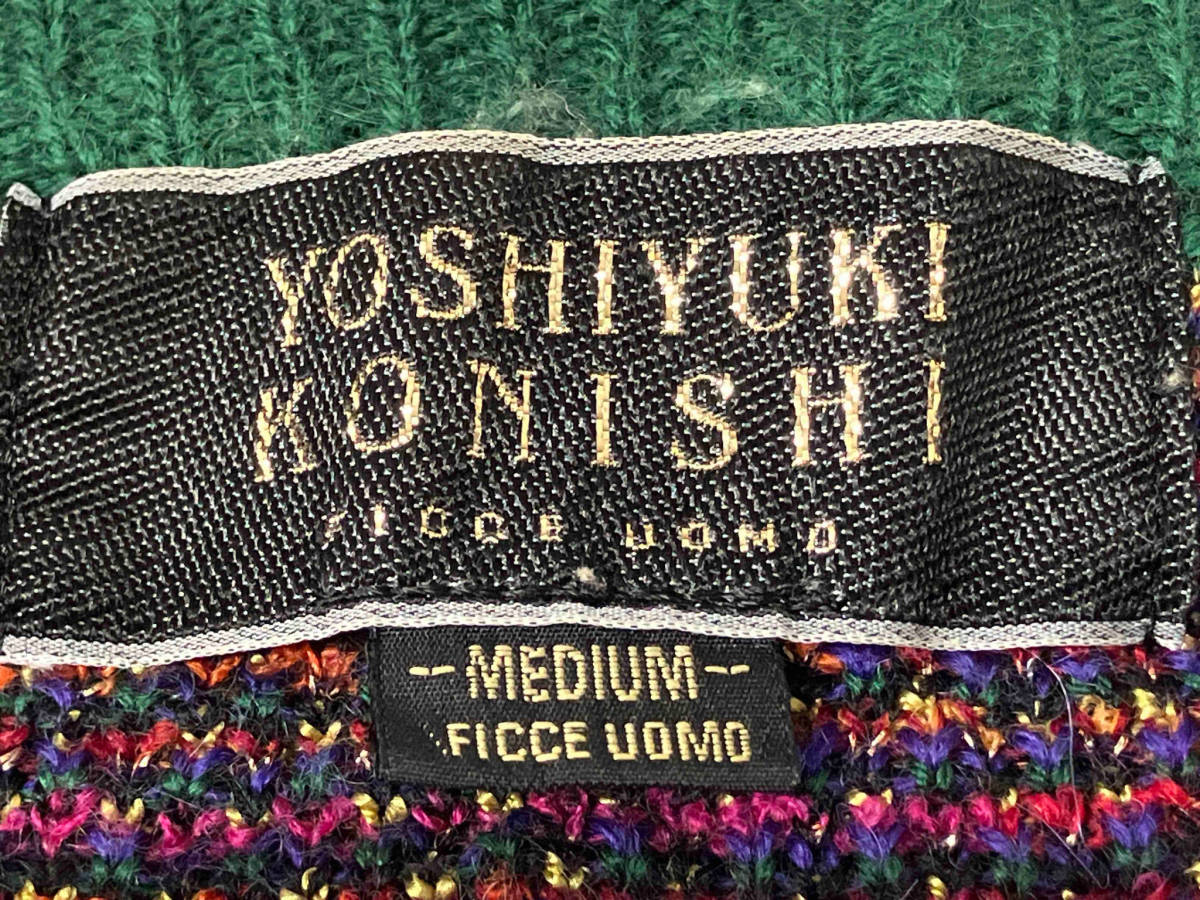 YOSHIYUKI
KONISHI
FICCE UOMO
--MEDIUM--
FICCE UOMO